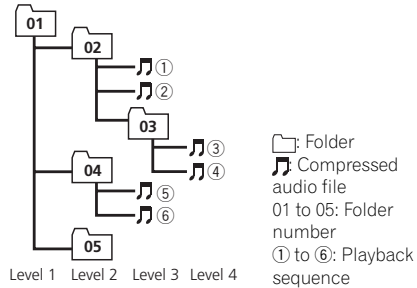 01
02
①
②
03
③
④
04
⑤
⑥
05
Level 1 Level 2 Level 3 Level 4
: Folder
: Compressed
audio file
01 to 05: Folder
number
① to ⑥: Playback
sequence